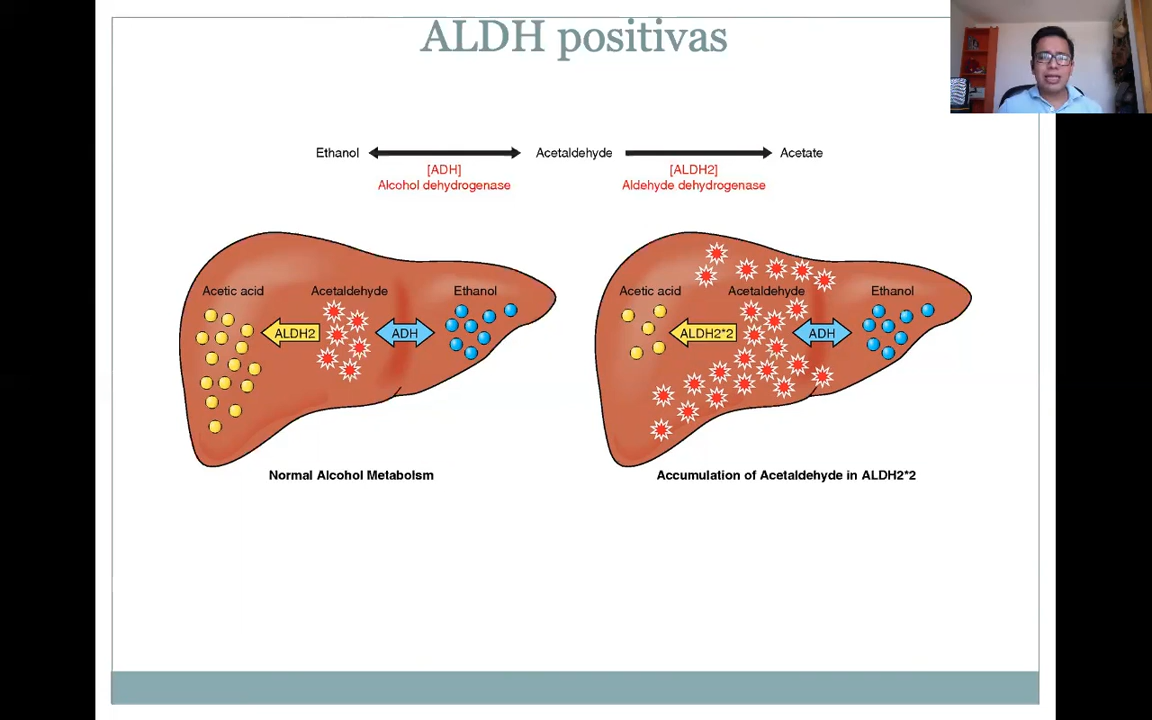 ALDH positivas
Ethanol Acetaldehyde Acetate
[ADH] [ALDH2]
Alcohol dehydrogenase Aldehyde dehydrogenase
Acetic acid Acetaldehyde Ethanol
ALDH2 ADH
Normal Alcohol Metabolsm
Acetic acid Acetaldehyde Ethanol
ALDH2*2 ADH
Accumulation of Acetaldehyde in ALDH2*2